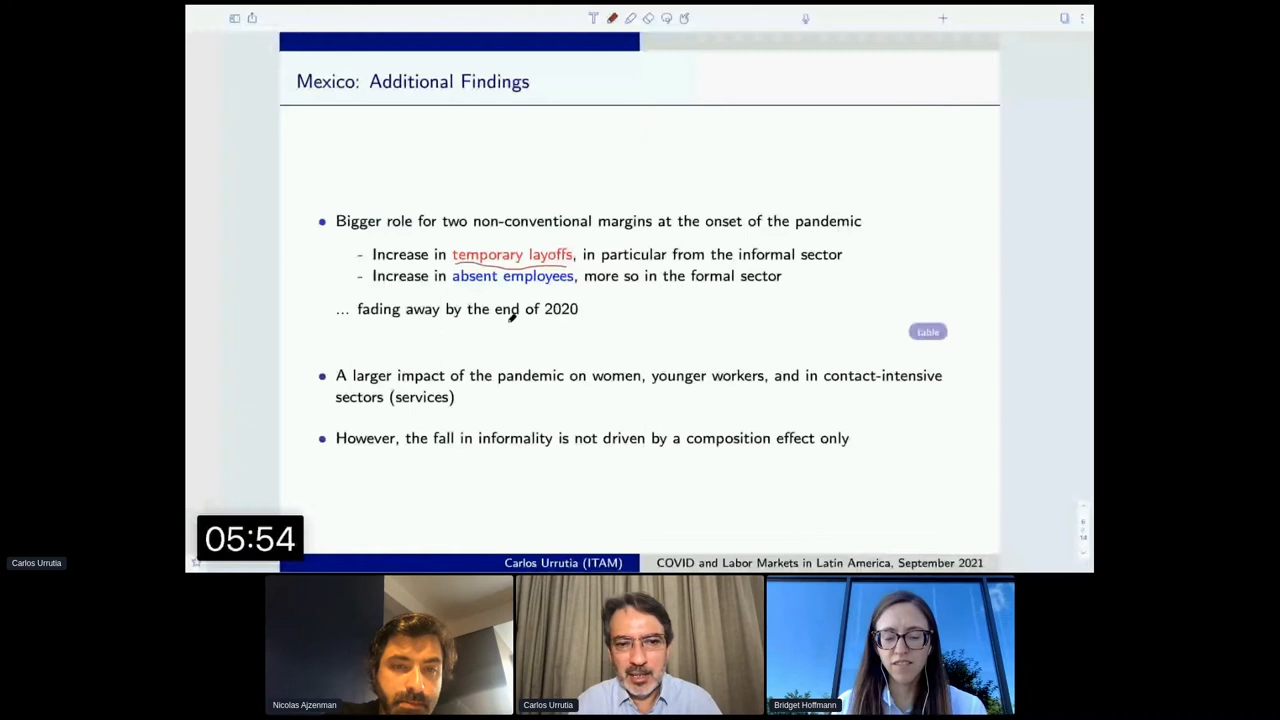 Mexico: Additional Findings
• Bigger role for two non-conventional margins at the onset of the pandemic
- Increase in temporary layoffs, in particular from the informal sector
- Increase in absent employees, more so in the formal sector
... fading away by the end of 2020
table
• A larger impact of the pandemic on women, younger workers, and in contact-intensive
sectors (services)
• However, the fall in informality is not driven by a composition effect only
05:54
Carlos Urrutia (ITAM) COVID and Labor Markets in Latin America, September 2021
Carlos Urrutia
Nicolas Ajzenman
Carlos Urrutia
Bridget Hoffmann